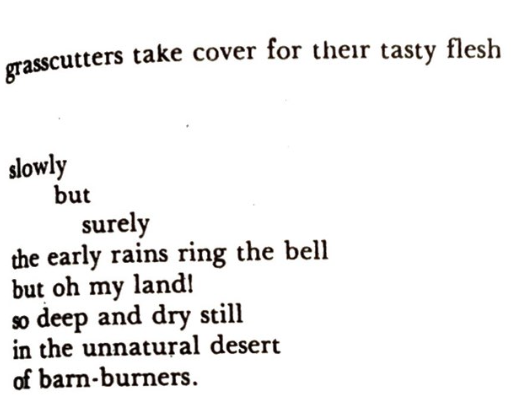 grasscutters take cover for their tasty flesh
slowly
but
surely
the early rains ring the bell
but oh my land!
so deep and dry still
in the unnatural desert
of barn-burners.